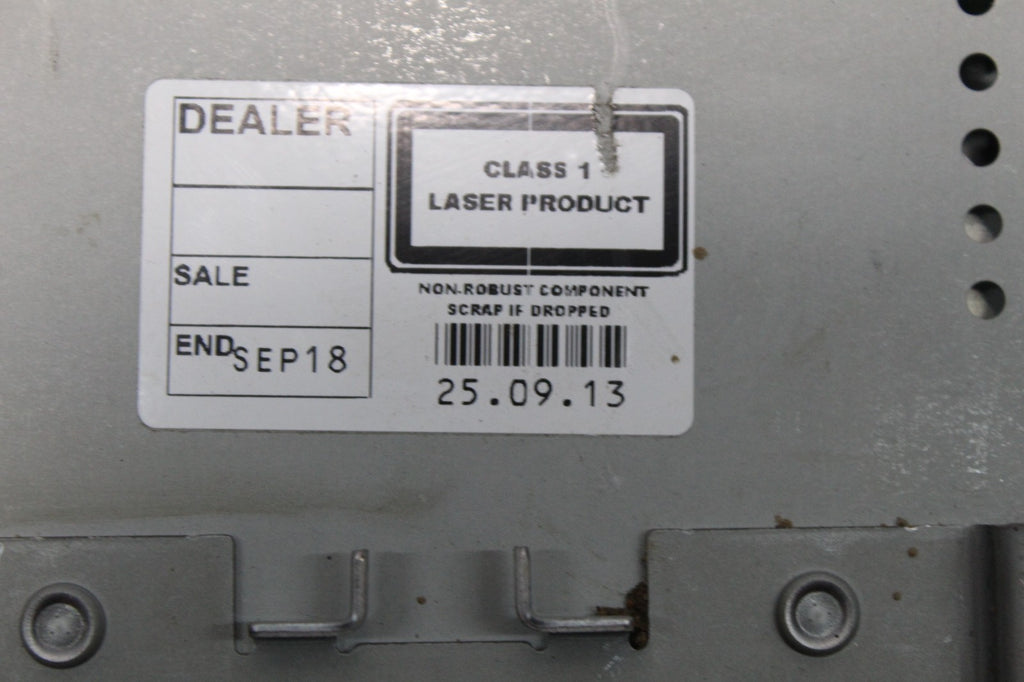 DEALER
SALE
END SEP18
CLASS 1
LASER PRODUCT
NON-ROBUST COMPONENT
SCRAP IF DROPPED
25.09.13